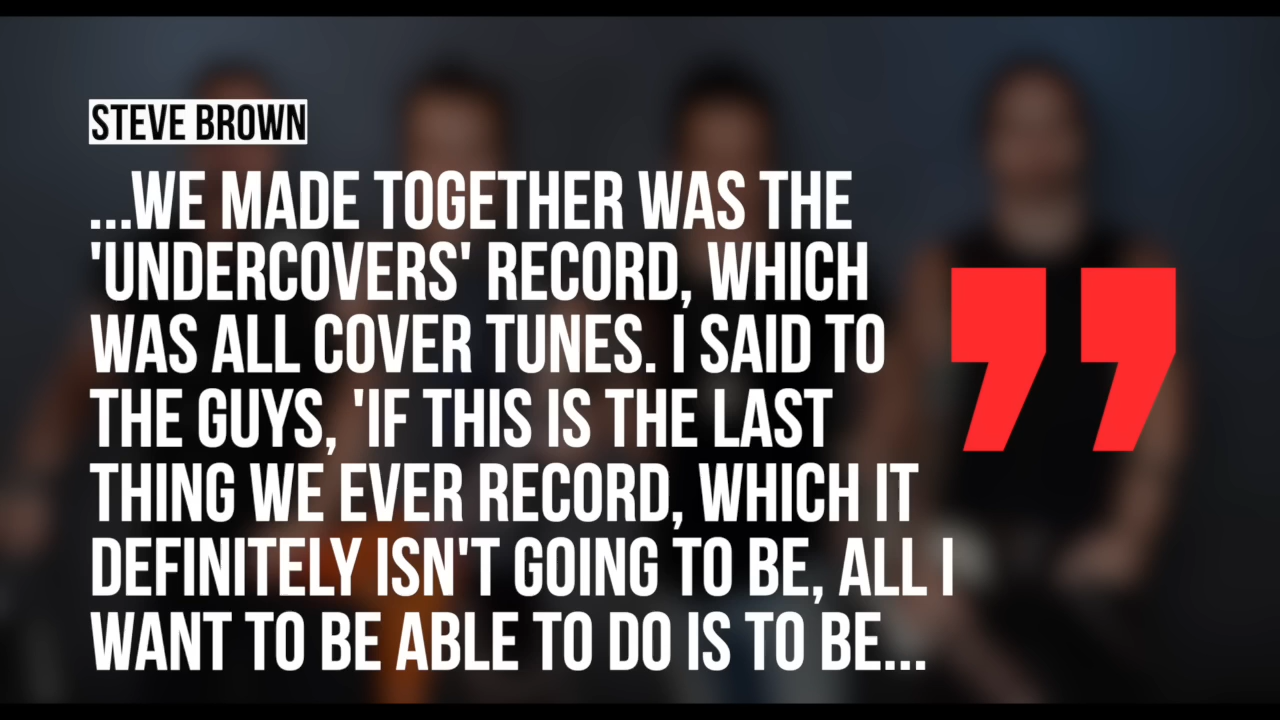 STEVE BROWN
...WE MADE TOGETHER WAS THE
'UNDERCOVERS' RECORD, WHICH
WAS ALL COVER TUNES. I SAID TO
THE GUYS, 'IF THIS IS THE LAST
THING WE EVER RECORD, WHICH IT
DEFINITELY ISN'T GOING TO BE, ALL I
WANT TO BE ABLE TO DO IS TO BE...
"